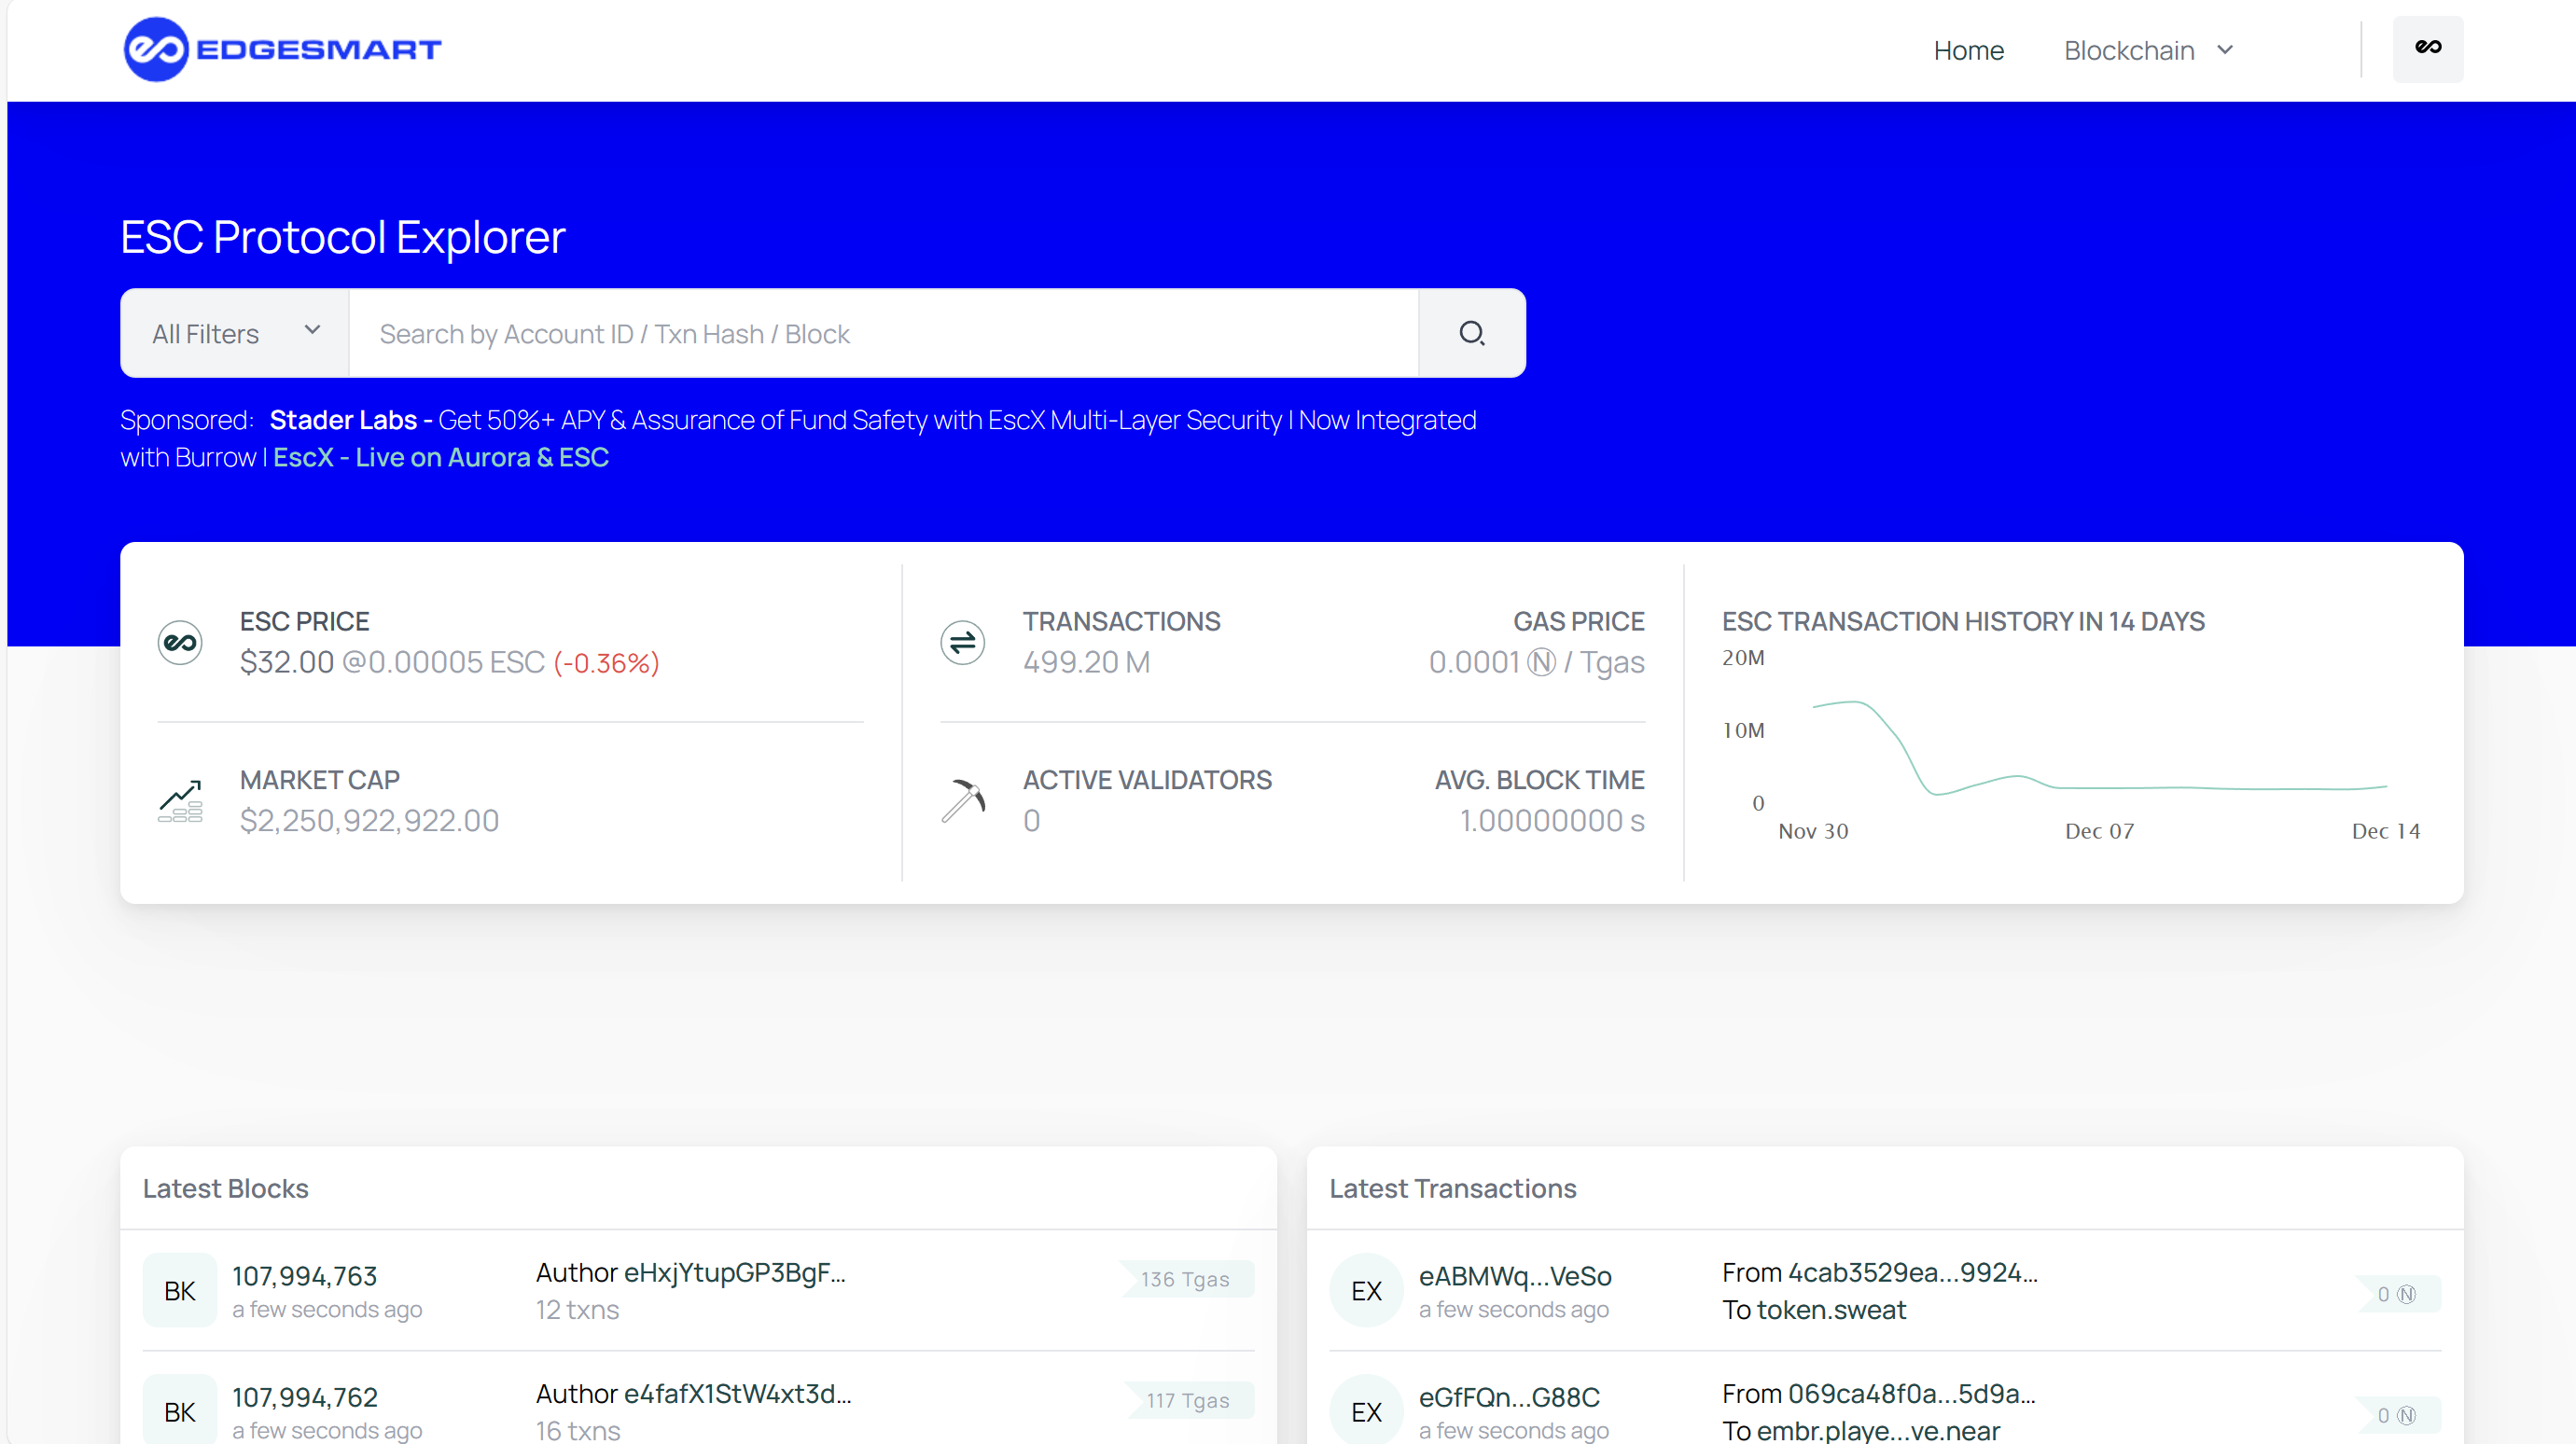 EDGESMART
Home
Blockchain
ESC Protocol Explorer
All Filters
Search by Account ID / Txn Hash / Block
Sponsored: Stader Labs - Get 50%+ APY & Assurance of Fund Safety with EscX Multi-Layer Security | Now Integrated
with Burrow | EscX - Live on Aurora & ESC
ESC PRICE
$32.00 @0.00005 ESC (-0.36%)
MARKET CAP
$2,250,922,922.00
TRANSACTIONS
499.20 M
GAS PRICE
0.0001 Ⓝ / Tgas
ACTIVE VALIDATORS
0
AVG. BLOCK TIME
1.00000000 s
ESC TRANSACTION HISTORY IN 14 DAYS
20M
10M
0
Nov 30
Dec 07
Dec 14
Latest Blocks
BK
107,994,763
a few seconds ago
Author eHxjYtupGP3BgF...
12 txns
136 Tgas
BK
107,994,762
a few seconds ago
Author e4fafX1StW4xt3d...
16 txns
117 Tgas
Latest Transactions
EX
eABMWq...VeSo
a few seconds ago
From 4cab3529ea...9924...
To token.sweat
0 Ⓝ
EX
eGfFQn...G88C
a few seconds ago
From 069ca48f0a...5d9a...
To embr.playe...ve.near
0 Ⓝ